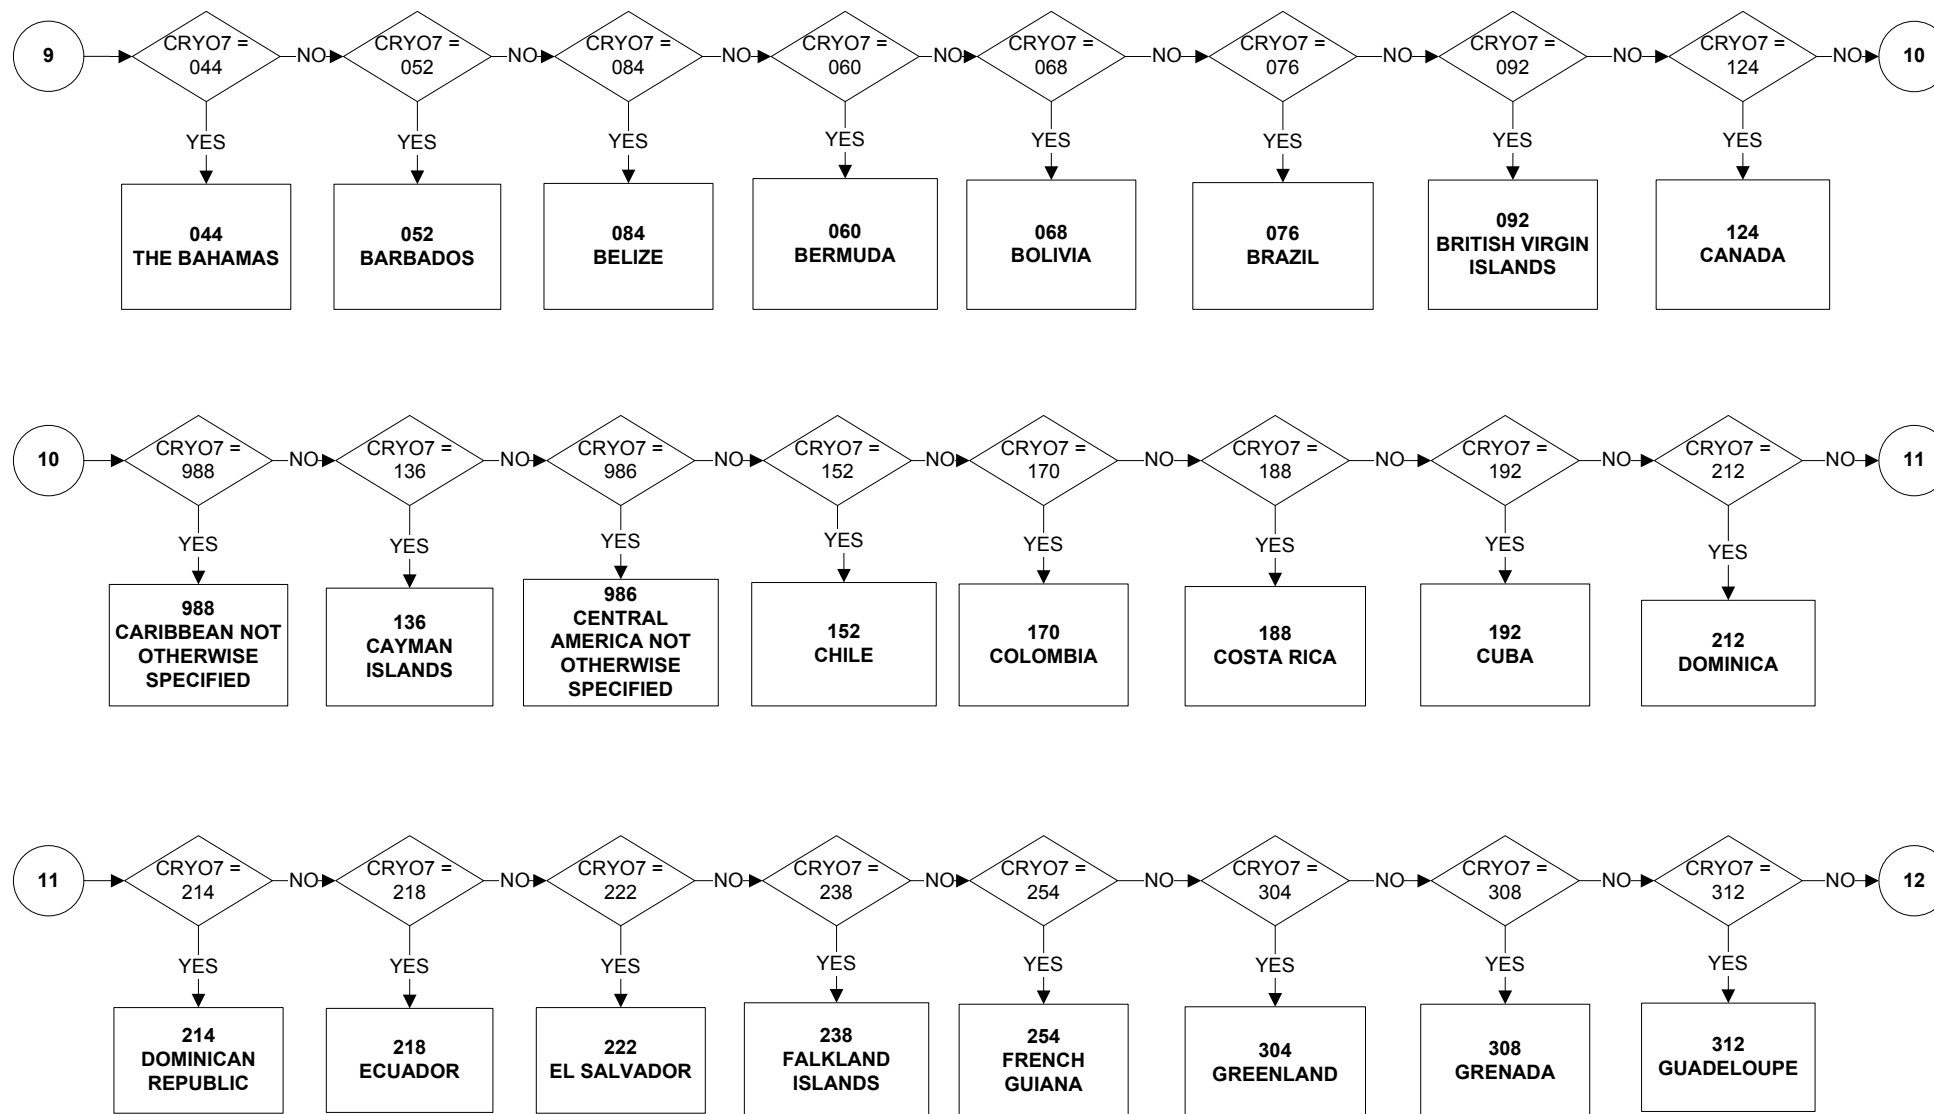 9
CRYO7 =
044
NO
CRYO7 =
052
NO
CRYO7 =
084
NO
CRYO7 =
060
NO
CRYO7 =
068
NO
CRYO7 =
076
NO
CRYO7 =
092
NO
CRYO7 =
124
NO
10
YES
YES
YES
YES
YES
YES
YES
YES
044
THE BAHAMAS
052
BARBADOS
084
BELIZE
060
BERMUDA
068
BOLIVIA
076
BRAZIL
092
BRITISH VIRGIN
ISLANDS
124
CANADA
10
CRYO7 =
988
NO
CRYO7 =
136
NO
CRYO7 =
986
NO
CRYO7 =
152
NO
CRYO7 =
170
NO
CRYO7 =
188
NO
CRYO7 =
192
NO
CRYO7 =
212
NO
11
YES
YES
YES
YES
YES
YES
YES
YES
988
CARIBBEAN NOT
OTHERWISE
SPECIFIED
136
CAYMAN
ISLANDS
986
CENTRAL
AMERICA NOT
OTHERWISE
SPECIFIED
152
CHILE
170
COLOMBIA
188
COSTA RICA
192
CUBA
212
DOMINICA
11
CRYO7 =
214
NO
CRYO7 =
218
NO
CRYO7 =
222
NO
CRYO7 =
238
NO
CRYO7 =
254
NO
CRYO7 =
304
NO
CRYO7 =
308
NO
CRYO7 =
312
NO
12
YES
YES
YES
YES
YES
YES
YES
YES
214
DOMINICAN
REPUBLIC
218
ECUADOR
222
EL SALVADOR
238
FALKLAND
ISLANDS
254
FRENCH
GUIANA
304
GREENLAND
308
GRENADA
312
GUADELOUPE